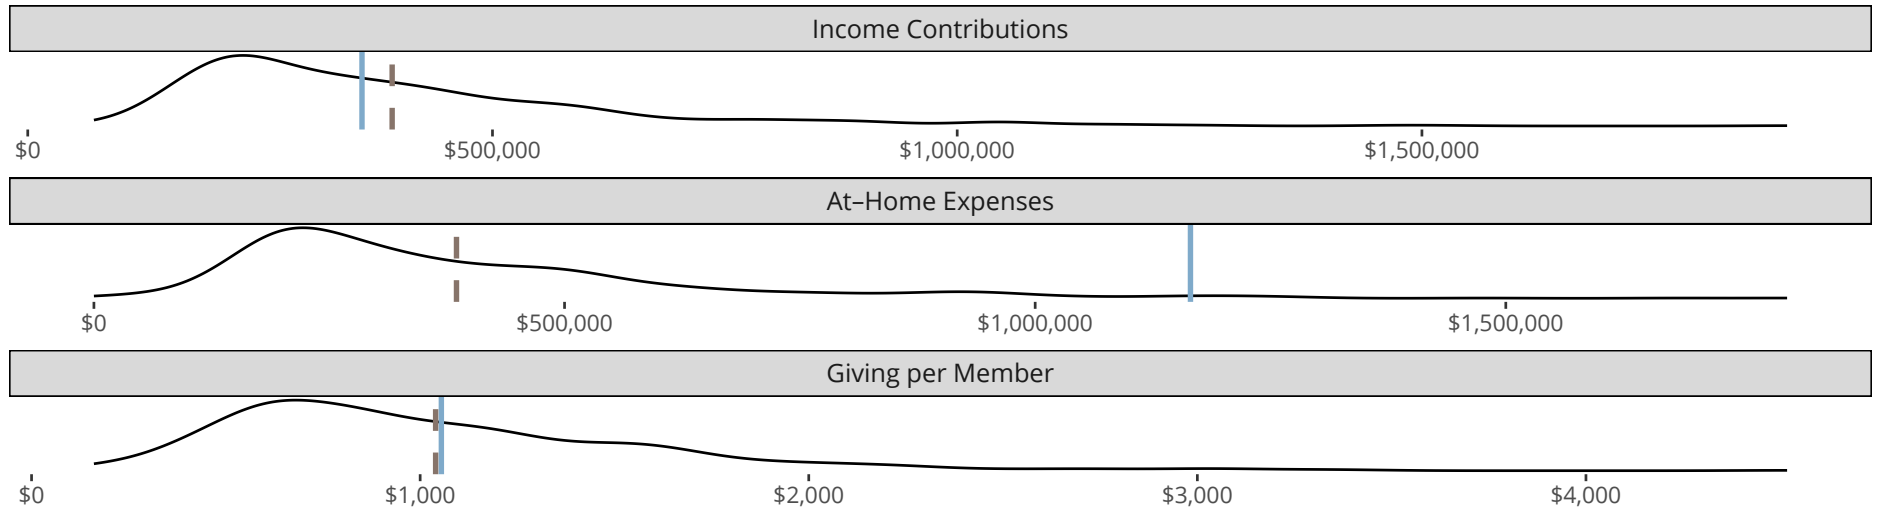 Income Contributions
$0 $500,000 $1,000,000 $1,500,000
At–Home Expenses
$0 $500,000 $1,000,000 $1,500,000
Giving per Member
$0 $1,000 $2,000 $3,000 $4,000